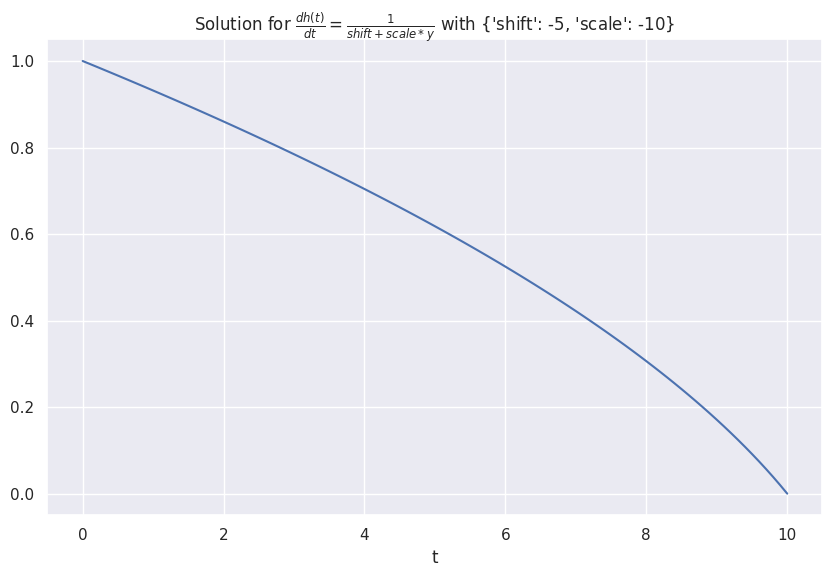 Solution for $\frac{dh(t)}{dt} = \frac{1}{shift + scale * y}$ with {'shift': -5, 'scale': -10}
1.0
0.8
0.6
0.4
0.2
0.0
0 2 4 6 8 10
t